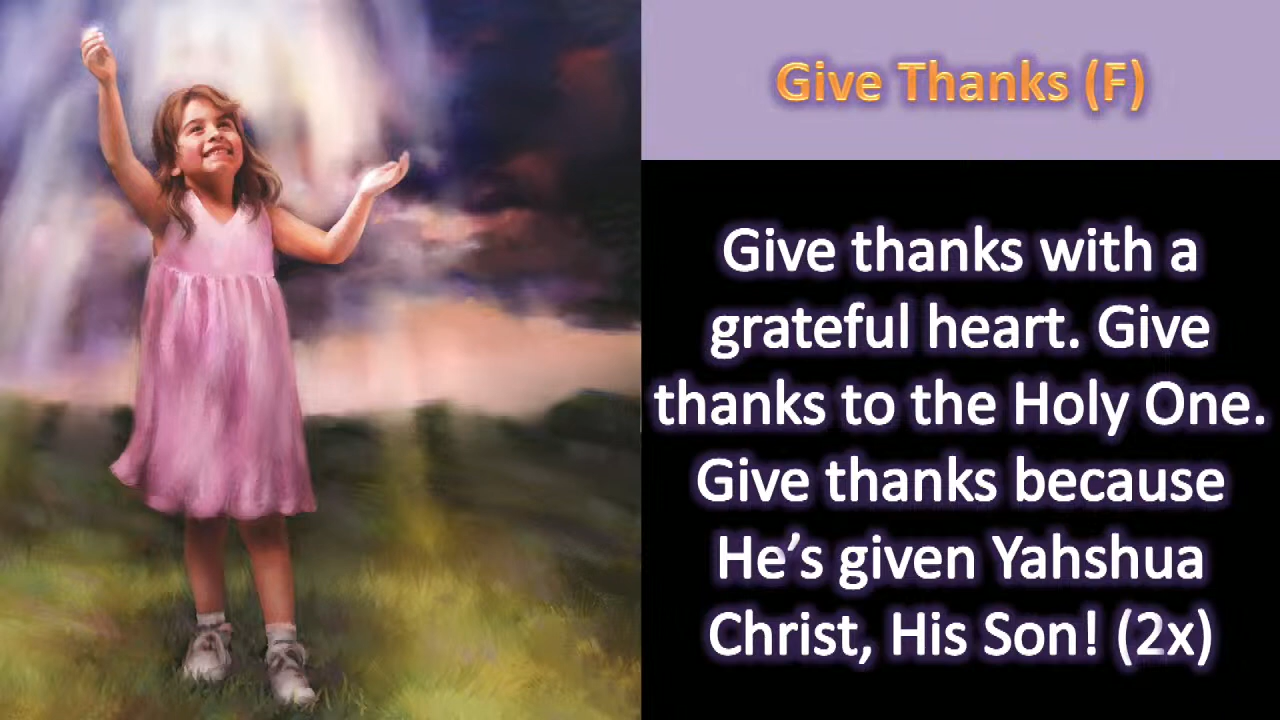 Give Thanks (F)
Give thanks with a
grateful heart. Give
thanks to the Holy One.
Give thanks because
He’s given Yahshua
Christ, His Son! (2x)